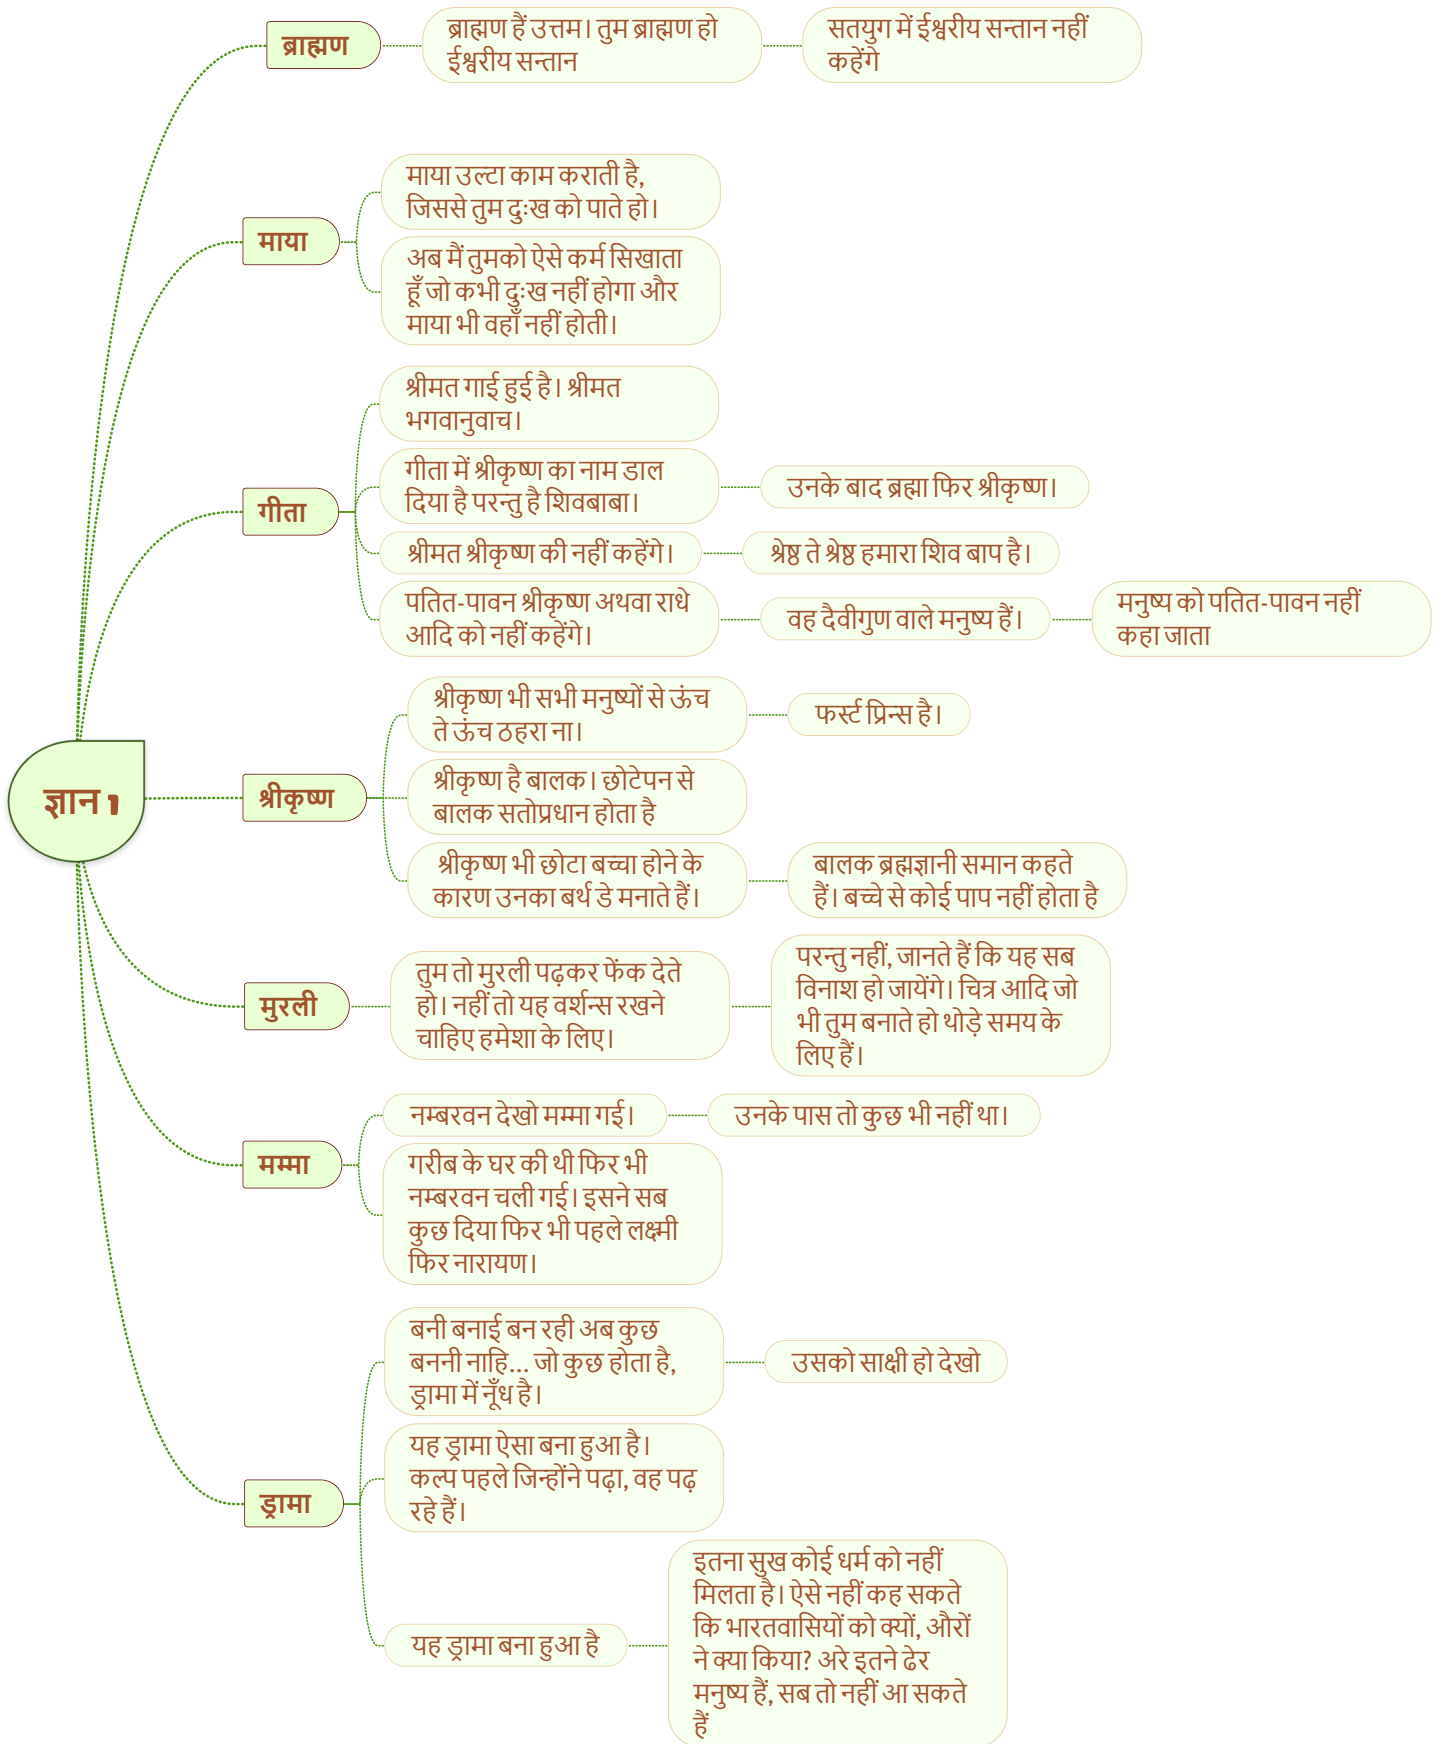 ब्राह्मण
ब्राह्मण हैं उत्तम। तुम ब्राह्मण हो
ईश्वरीय सन्तान
सतयुग में ईश्वरीय सन्तान नहीं
कहेंगे
माया
माया उल्टा काम कराती है,
जिससे तुम दुःख को पाते हो।
अब मैं तुमको ऐसे कर्म सिखाता
हूँ जो कभी दुःख नहीं होगा और
माया भी वहाँ नहीं होती।
गीता
श्रीमत गाई हुई है। श्रीमत
भगवानुवाच।
गीता में श्रीकृष्ण का नाम डाल
दिया है परन्तु है शिवबाबा।
उनके बाद ब्रह्मा फिर श्रीकृष्ण।
श्रीमत श्रीकृष्ण की नहीं कहेंगे।
श्रेष्ठ ते श्रेष्ठ हमारा शिव बाप है।
पतित-पावन श्रीकृष्ण अथवा राधे
आदि को नहीं कहेंगे।
वह दैवीगुण वाले मनुष्य हैं।
मनुष्य को पतित-पावन नहीं
कहा जाता
ज्ञान 1
श्रीकृष्ण
श्रीकृष्ण भी सभी मनुष्यों से ऊंच
ते ऊंच ठहरा ना।
फर्स्ट प्रिन्स है।
श्रीकृष्ण है बालक। छोटेपन से
बालक सतोप्रधान होता है
श्रीकृष्ण भी छोटा बच्चा होने के
कारण उनका बर्थ डे मनाते हैं।
बालक ब्रह्मज्ञानी समान कहते
हैं। बच्चे से कोई पाप नहीं होता है
मुरली
तुम तो मुरली पढ़कर फेंक देते
हो। नहीं तो यह वर्शन्स रखने
चाहिए हमेशा के लिए।
परन्तु नहीं, जानते हैं कि यह सब
विनाश हो जायेंगे। चित्र आदि जो
भी तुम बनाते हो थोड़े समय के
लिए हैं।
मम्मा
नम्बरवन देखो मम्मा गई।
उनके पास तो कुछ भी नहीं था।
गरीब के घर की थी फिर भी
नम्बरवन चली गई। इसने सब
कुछ दिया फिर भी पहले लक्ष्मी
फिर नारायण।
ड्रामा
बनी बनाई बन रही अब कुछ
बननी नाहि... जो कुछ होता है,
ड्रामा में नूँध है।
उसको साक्षी हो देखो
यह ड्रामा ऐसा बना हुआ है।
कल्प पहले जिन्होंने पढ़ा, वह पढ़
रहे हैं।
यह ड्रामा बना हुआ है
इतना सुख कोई धर्म को नहीं
मिलता है। ऐसे नहीं कह सकते
कि भारतवासियों को क्यों, औरों
ने क्या किया? अरे इतने ढेर
मनुष्य हैं, सब तो नहीं आ सकते
हैं